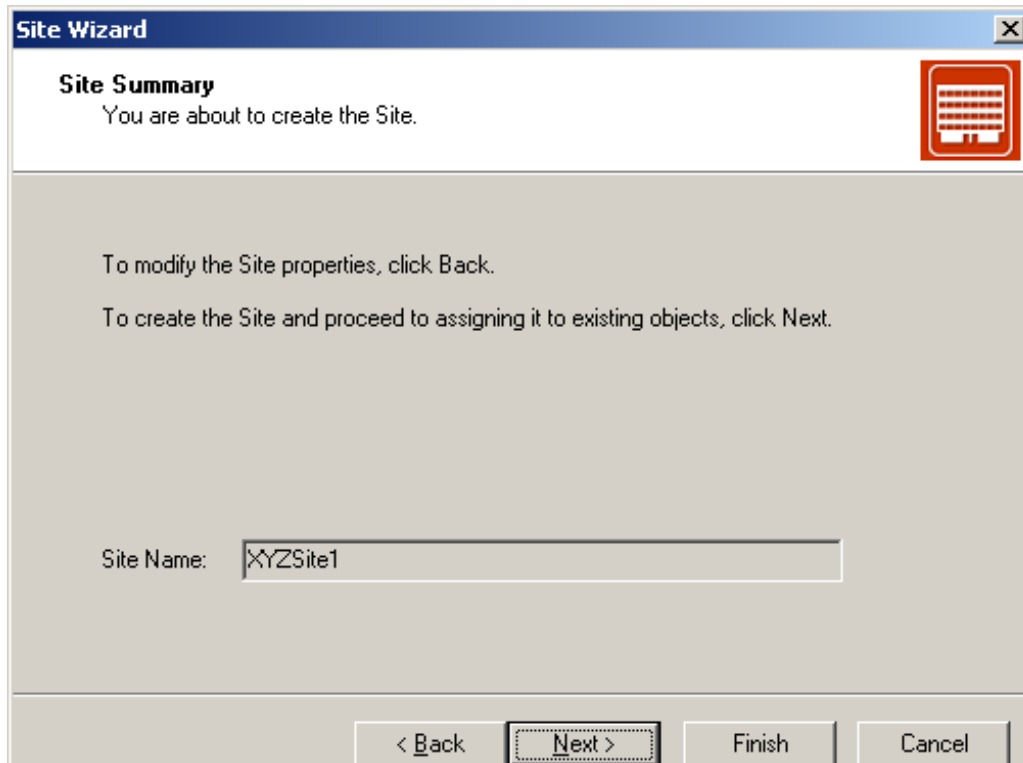 Site Wizard
Site Summary
You are about to create the Site.
To modify the Site properties, click Back.
To create the Site and proceed to assigning it to existing objects, click Next.
Site Name: XYZSite1
< Back Next > Finish Cancel